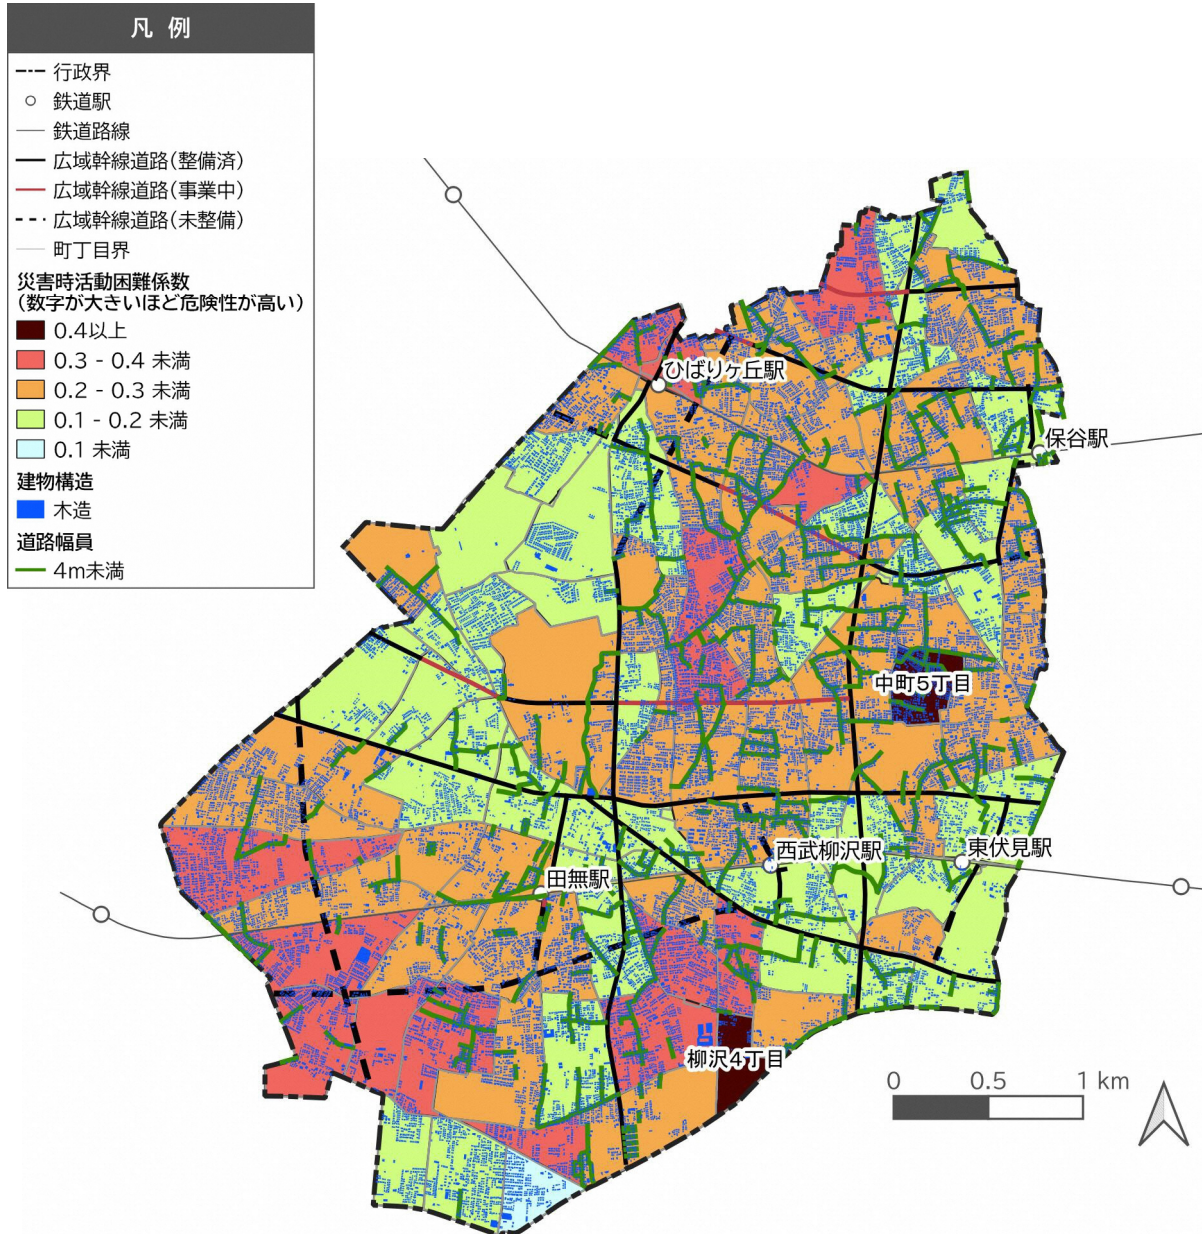 凡 例
行政界
鉄道駅
鉄道路線
広域幹線道路(整備済)
広域幹線道路(事業中)
広域幹線道路(未整備)
町丁目界
災害時活動困難係数
(数字が大きいほど危険性が高い)
0.4以上
0.3 - 0.4 未満
0.2 - 0.3 未満
0.1 - 0.2 未満
0.1 未満
建物構造
木造
道路幅員
4m未満
ひばりヶ丘駅
保谷駅
中町5丁目
西武柳沢駅
東伏見駅
田無駅
柳沢4丁目
0 0.5 1 km